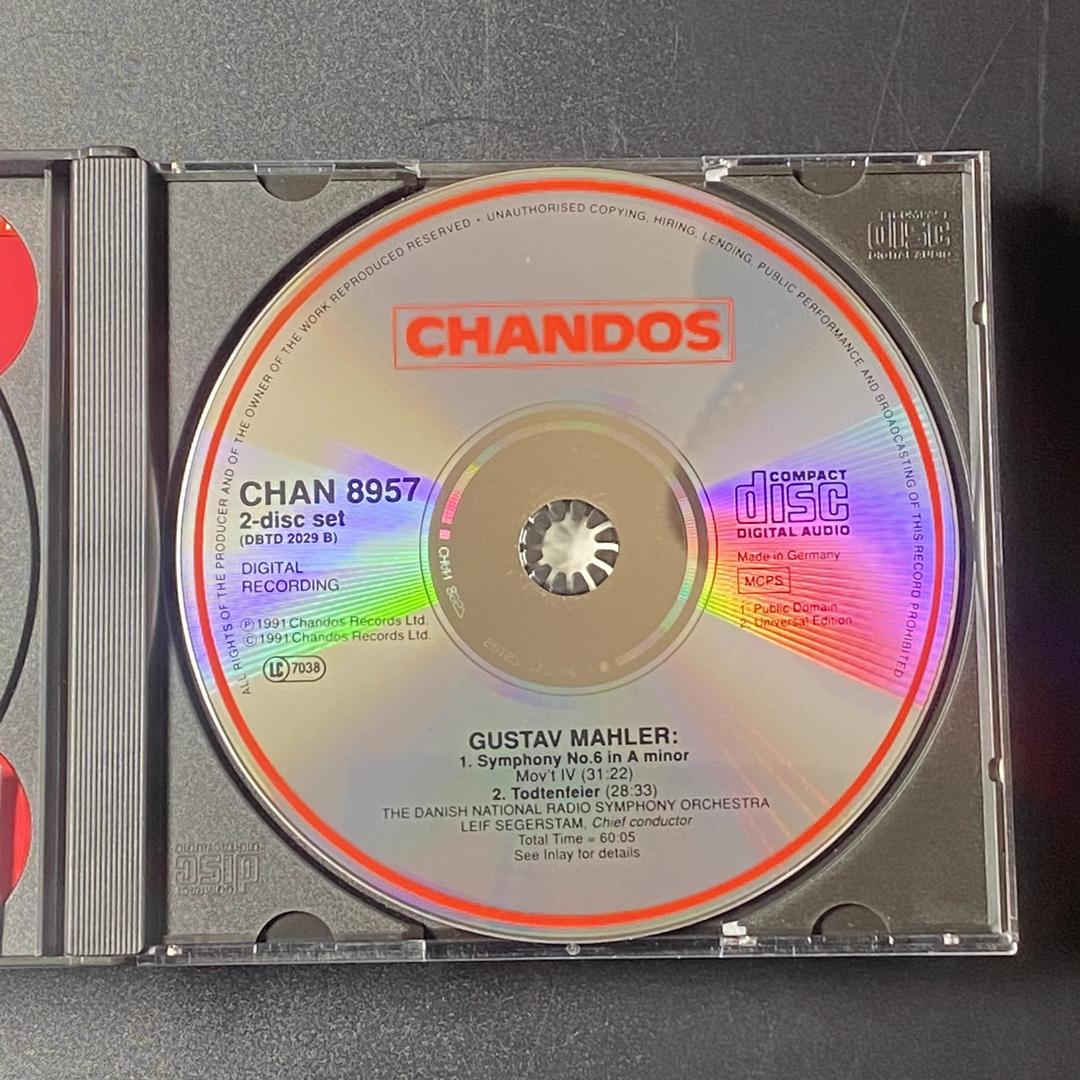 ALL RIGHTS OF THE PRODUCER AND OF THE OWNER OF THE WORK REPRODUCED RESERVED • UNAUTHORISED COPYING, HIRING, LENDING, PUBLIC PERFORMANCE AND BROADCASTING OF THIS RECORD PROHIBITED
COMPACT
disc
DIGITAL AUDIO
CHANDOS
CHAN 8957
2-disc set
(DBTD 2029 B)
DIGITAL
RECORDING
Ⓟ1991 Chandos Records Ltd.
Ⓒ1991 Chandos Records Ltd.
LC 7038
COMPACT
disc
DIGITAL AUDIO
Made in Germany
MCPS
1. Public Domain
2. Universal Edition
GUSTAV MAHLER:
1. Symphony No.6 in A minor
Mov't IV (31:22)
2. Todtenfeier (28:33)
THE DANISH NATIONAL RADIO SYMPHONY ORCHESTRA
LEIF SEGERSTAM, Chief conductor
Total Time = 60:05
See Inlay for details
disc